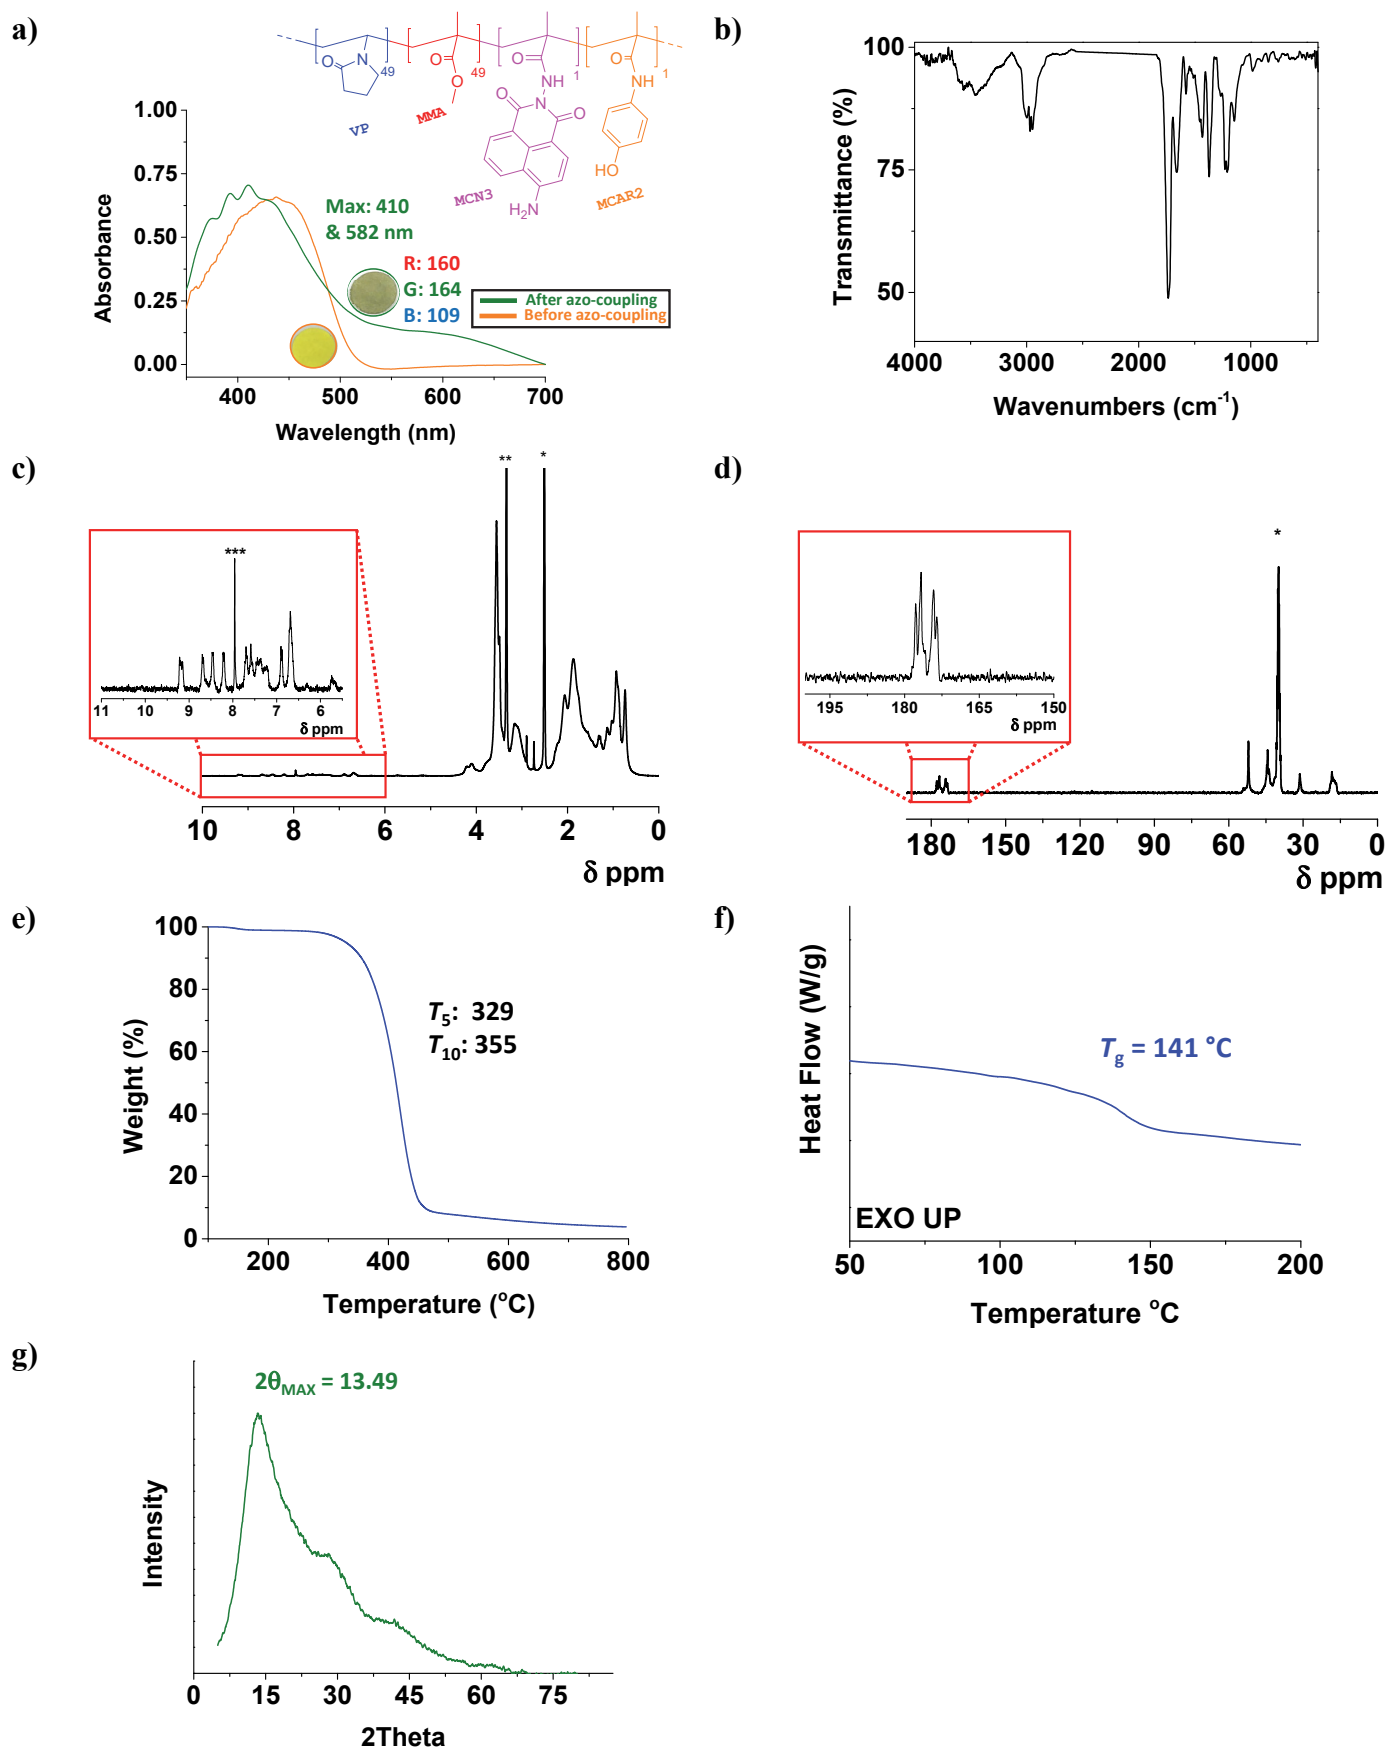 a)
49
49
1
1
O
N
O
O
O
NH
O
NH
O
N
O
HO
H₂N
VP
MMA
MCN3
MCAR2
1.00
0.75
0.50
0.25
0.00
Absorbance
Max: 410
& 582 nm
R: 160
G: 164
B: 109
After azo-coupling
Before azo-coupling
400 500 600 700
Wavelength (nm)
b)
100
75
50
Transmittance (%)
4000 3000 2000 1000
Wavenumbers (cm⁻¹)
c)
** *
***
11 10 9 8 7 6
δ ppm
10 8 6 4 2 0
δ ppm
d)
*
195 180 165 150
δ ppm
180 150 120 90 60 30 0
δ ppm
e)
100
80
60
40
20
0
Weight (%)
T₅: 329
T₁₀: 355
200 400 600 800
Temperature (°C)
f)
Heat Flow (W/g)
Tg = 141 °C
EXO UP
50 100 150 200
Temperature °C
g)
2θMAX = 13.49
Intensity
0 15 30 45 60 75
2Theta